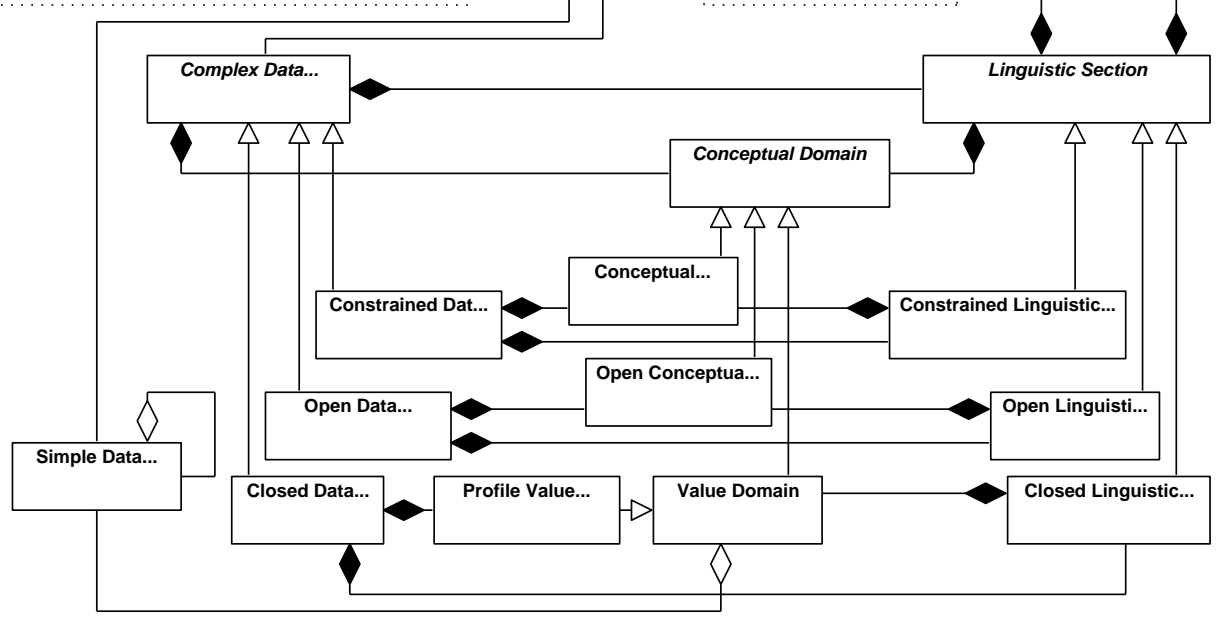 Complex Data...
Linguistic Section
Conceptual Domain
Conceptual...
Constrained Dat...
Constrained Linguistic...
Open Conceptua...
Open Data...
Open Linguisti...
Simple Data...
Closed Data...
Profile Value...
Value Domain
Closed Linguistic...